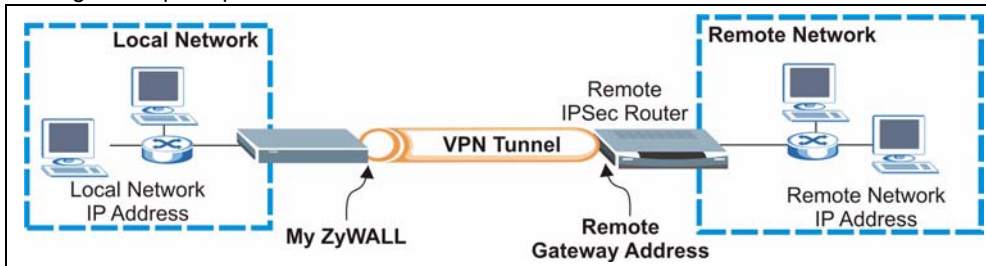 Local Network
Remote Network
Remote
IPSec Router
VPN Tunnel
Local Network
IP Address
Remote Network
IP Address
My ZyWALL
Remote
Gateway Address